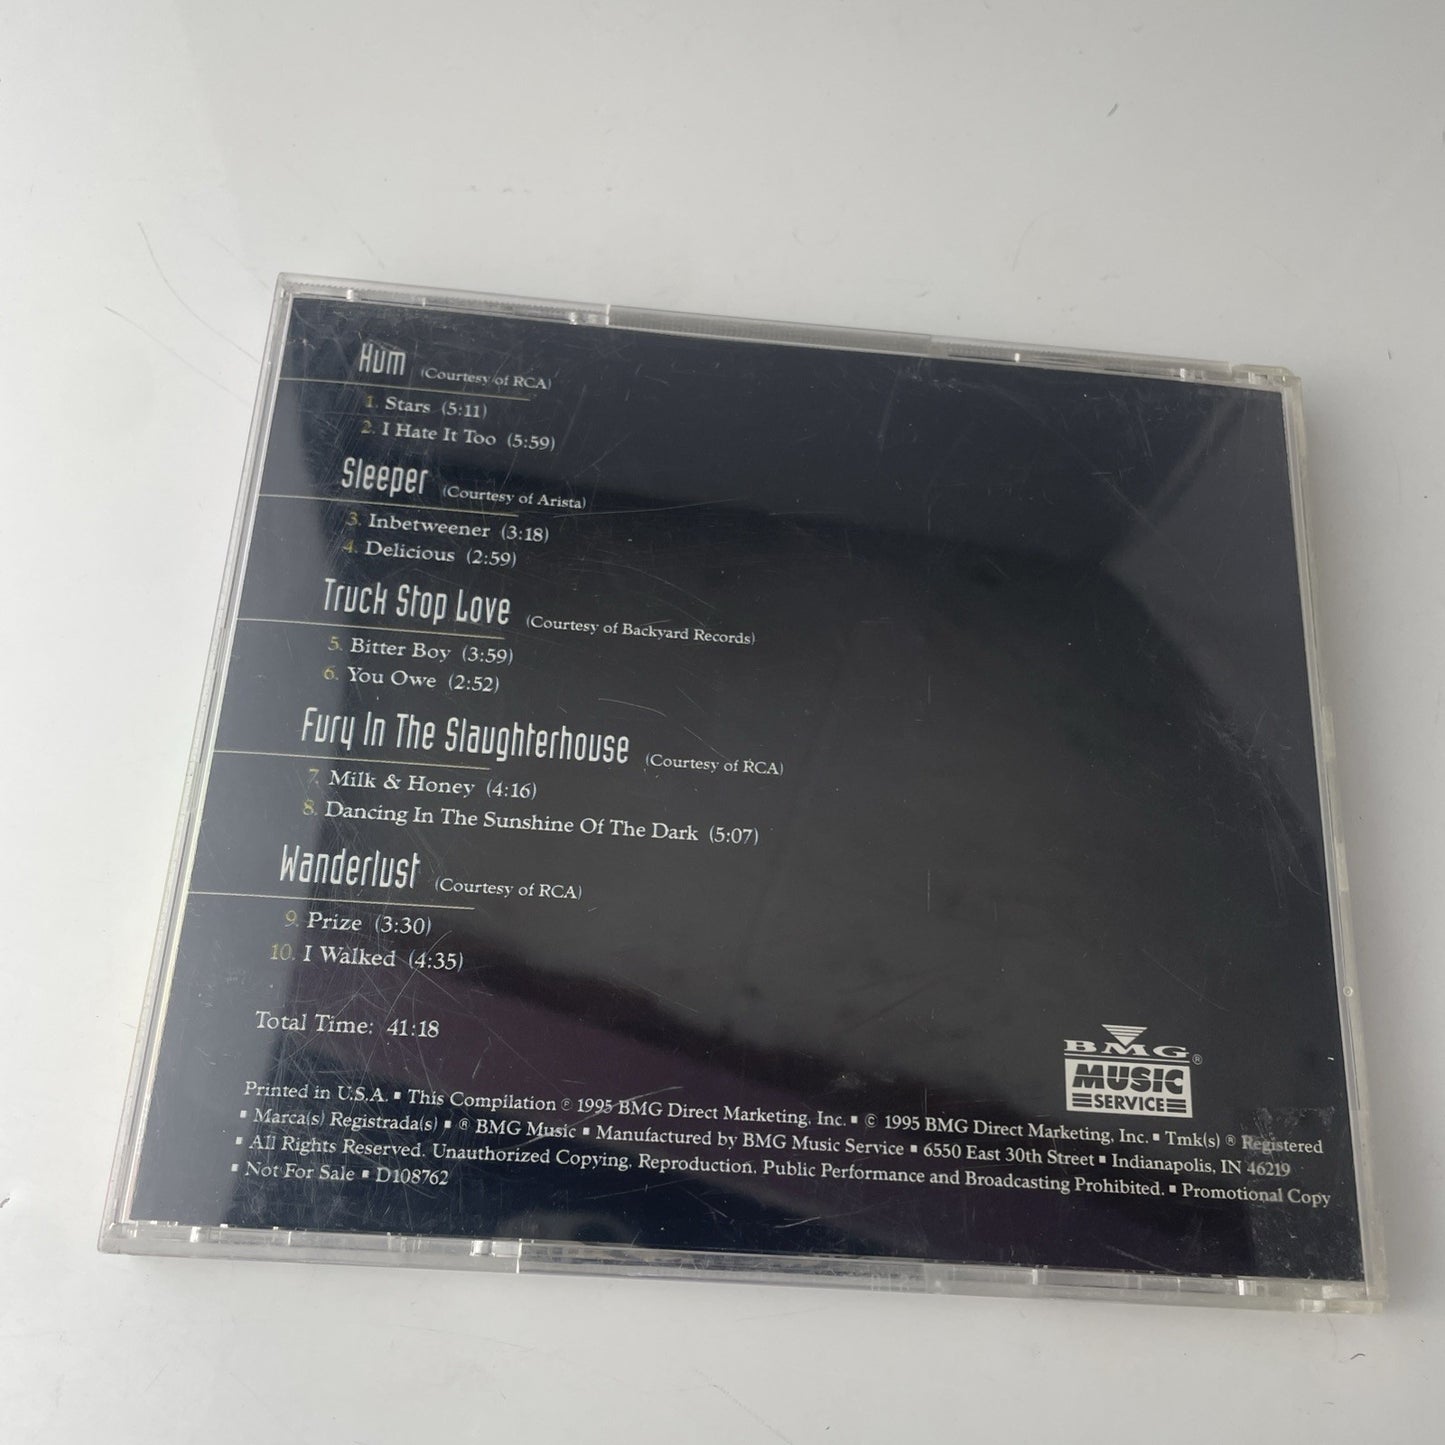 Hum (Courtesy of RCA)
1. Stars (5:11)
2. I Hate It Too (5:59)
Sleeper (Courtesy of Arista)
3. Inbetweener (3:18)
4. Delicious (2:59)
Truck Stop Love (Courtesy of Backyard Records)
5. Bitter Boy (3:59)
6. You Owe (2:52)
Fury In The Slaughterhouse (Courtesy of RCA)
7. Milk & Honey (4:16)
8. Dancing In The Sunshine Of The Dark (5:07)
Wanderlust (Courtesy of RCA)
9. Prize (3:30)
10. I Walked (4:35)
Total Time: 41:18
BMG®
MUSIC
SERVICE
Printed in U.S.A. ▪ This Compilation ℗ 1995 BMG Direct Marketing, Inc. ▪ © 1995 BMG Direct Marketing, Inc. ▪ Tmk(s) ® Registered
▪ Marca(s) Registrada(s) ▪ ® BMG Music ▪ Manufactured by BMG Music Service ▪ 6550 East 30th Street ▪ Indianapolis, IN 46219
▪ All Rights Reserved. Unauthorized Copying, Reproduction, Public Performance and Broadcasting Prohibited. ▪ Promotional Copy
▪ Not For Sale ▪ D108762